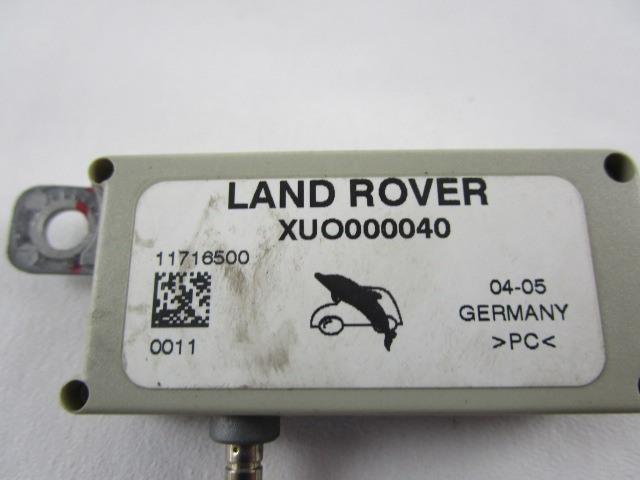 LAND ROVER
XUO000040
11716500
0011
04-05
GERMANY
>PC<